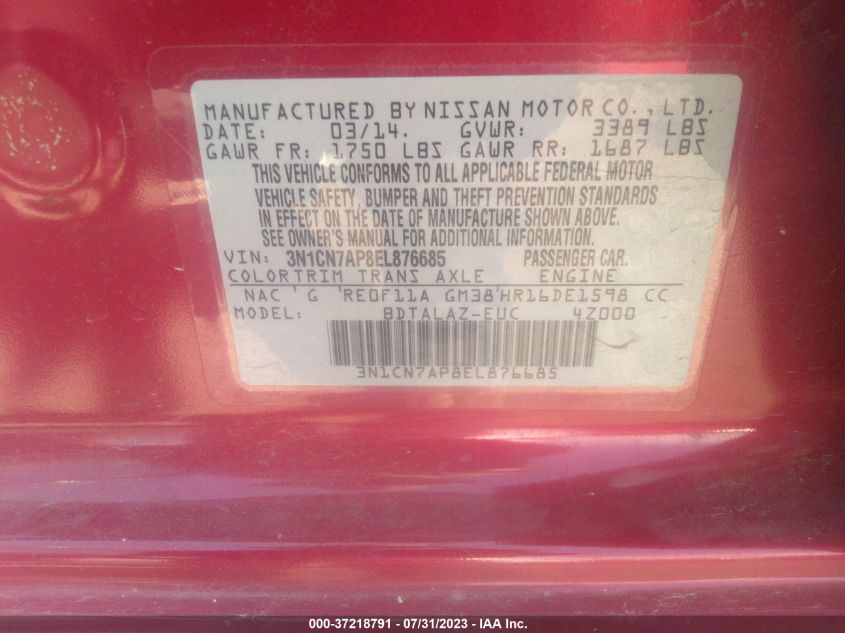 MANUFACTURED BY NISSAN MOTOR CO., LTD.
DATE: 03/14. GVWR: 3389 LBS
GAWR FR: 1750 LBS GAWR RR: 1687 LBS
THIS VEHICLE CONFORMS TO ALL APPLICABLE FEDERAL MOTOR
VEHICLE SAFETY, BUMPER AND THEFT PREVENTION STANDARDS
IN EFFECT ON THE DATE OF MANUFACTURE SHOWN ABOVE.
SEE OWNER'S MANUAL FOR ADDITIONAL INFORMATION.
VIN: 3N1CN7AP8EL876685 PASSENGER CAR.
COLORTRIM TRANS AXLE ENGINE
NAC ' G 'RE0F11A GM38'HR16DE1598 CC
MODEL: BDTALAZ-EUC 4Z000
3N1CN7AP8EL876685
000-37218791 - 07/31/2023 - IAA Inc.